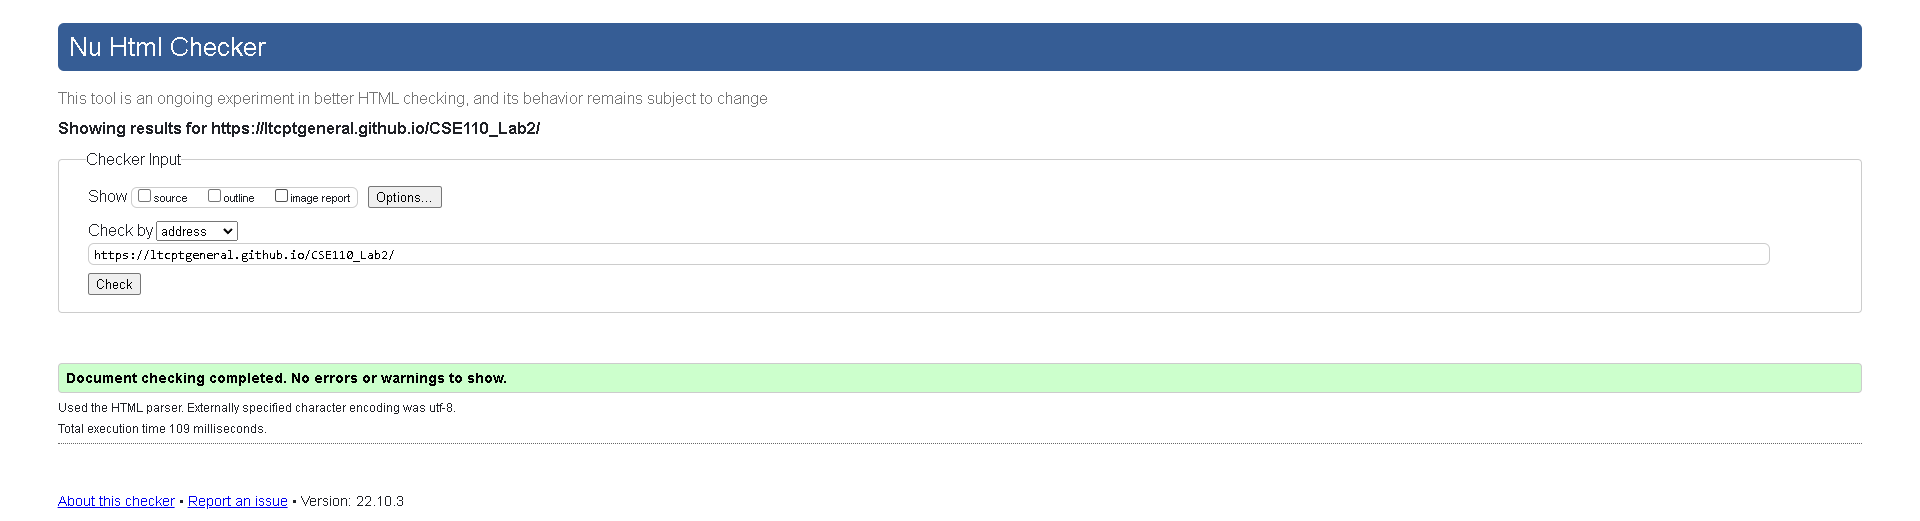 Nu Html Checker
This tool is an ongoing experiment in better HTML checking, and its behavior remains subject to change
Showing results for https://ltcptgeneral.github.io/CSE110_Lab2/
Checker Input
Show source outline image report Options...
Check by address
https://ltcptgeneral.github.io/CSE110_Lab2/
Check
Document checking completed. No errors or warnings to show.
Used the HTML parser. Externally specified character encoding was utf-8.
Total execution time 109 milliseconds.
About this checker • Report an issue • Version: 22.10.3